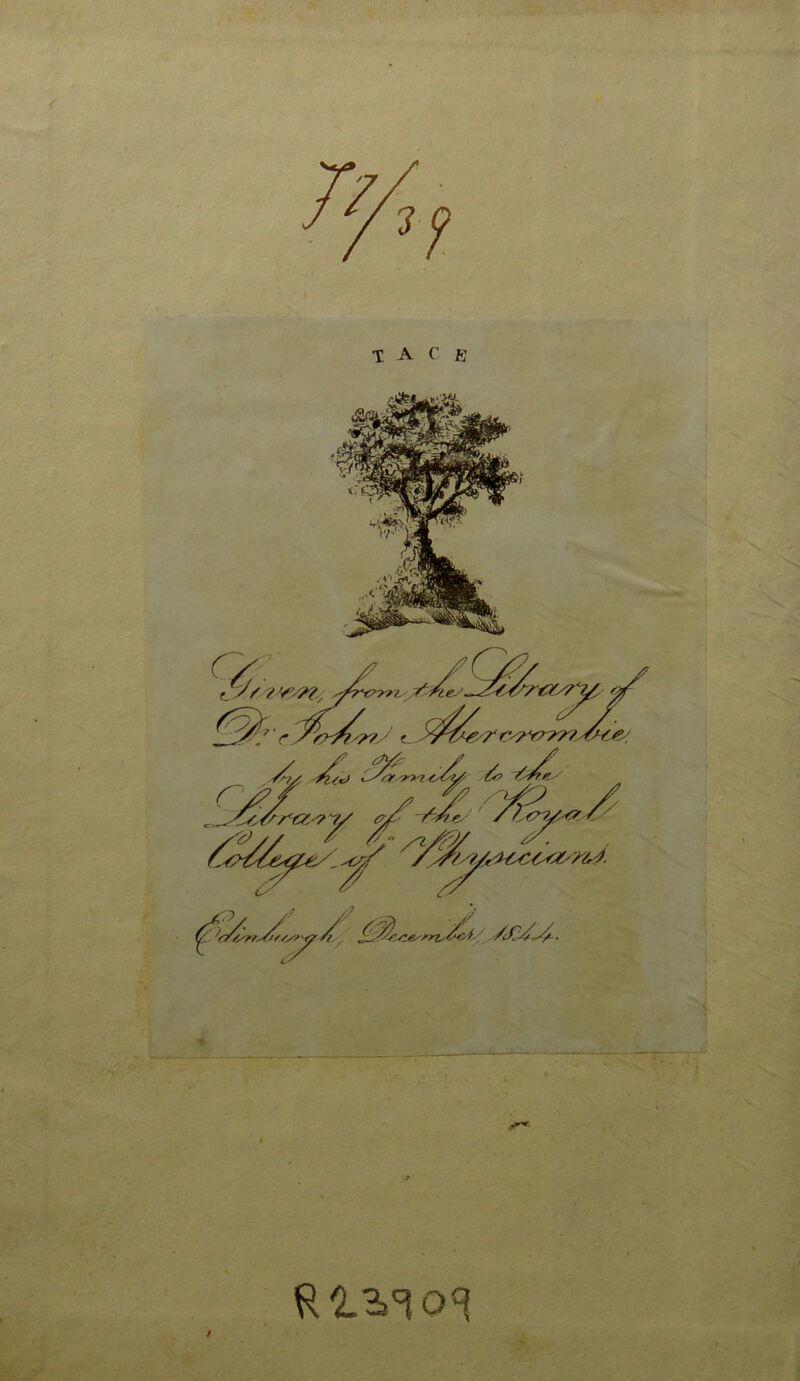 T7/39
TACE
Given, from the Library of
Dr. John Abercrombie,
by his Family to the
Library of the Royal
College of Physicians.
Edinburgh, December 1844.
R23909